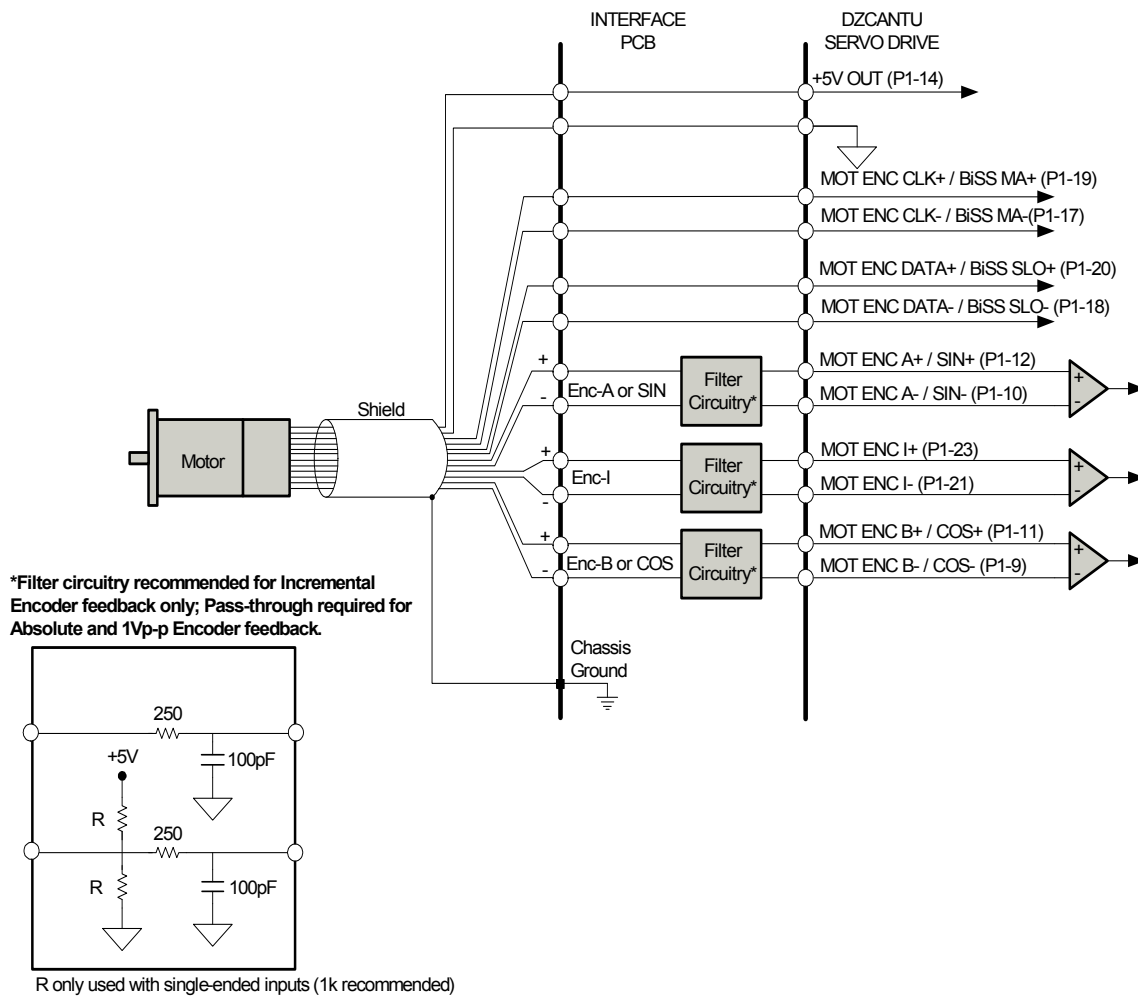 INTERFACE
PCB
DZCANTU
SERVO DRIVE
+5V OUT (P1-14)
MOT ENC CLK+ / BiSS MA+ (P1-19)
MOT ENC CLK- / BiSS MA-(P1-17)
MOT ENC DATA+ / BiSS SLO+ (P1-20)
MOT ENC DATA- / BiSS SLO- (P1-18)
+
-
Enc-A or SIN
Filter
Circuitry*
MOT ENC A+ / SIN+ (P1-12)
MOT ENC A- / SIN- (P1-10)
+
-
Shield
Motor
+
-
Enc-I
Filter
Circuitry*
MOT ENC I+ (P1-23)
MOT ENC I- (P1-21)
+
-
+
-
Enc-B or COS
Filter
Circuitry*
MOT ENC B+ / COS+ (P1-11)
MOT ENC B- / COS- (P1-9)
+
-
Chassis
Ground
*Filter circuitry recommended for Incremental
Encoder feedback only; Pass-through required for
Absolute and 1Vp-p Encoder feedback.
250
100pF
+5V
R
250
R
100pF
R only used with single-ended inputs (1k recommended)